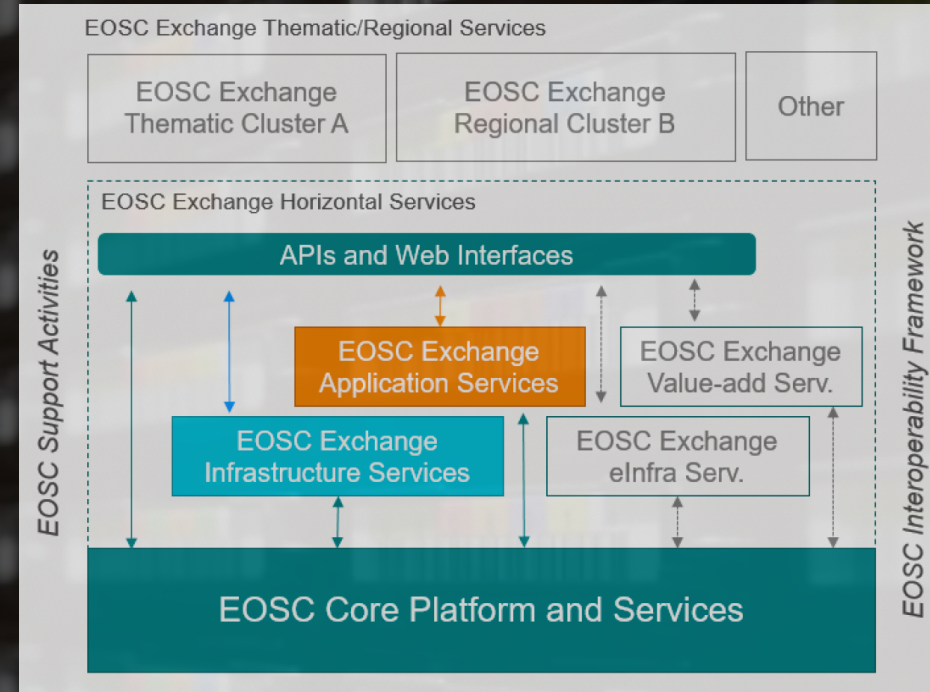 EOSC Exchange Thematic/Regional Services
EOSC Exchange
Thematic Cluster A
EOSC Exchange
Regional Cluster B
Other
EOSC Exchange Horizontal Services
APIs and Web Interfaces
EOSC Support Activities
EOSC Interoperability Framework
EOSC Exchange
Application Services
EOSC Exchange
Value-add Serv.
EOSC Exchange
Infrastructure Services
EOSC Exchange
eInfra Serv.
EOSC Core Platform and Services